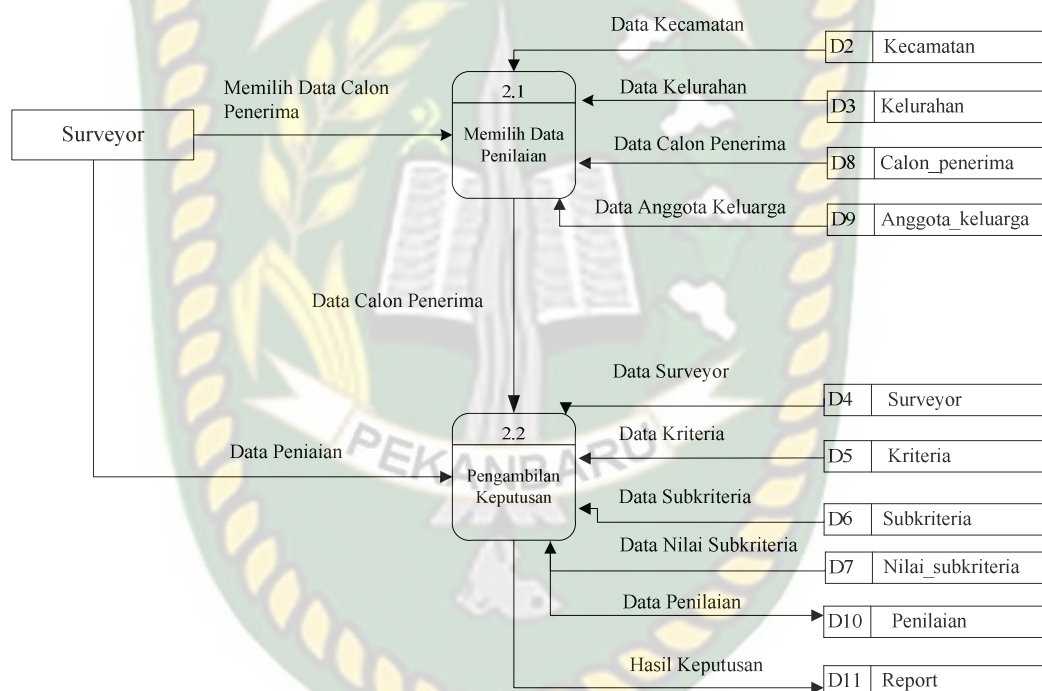 Data Kecamatan
D2 Kecamatan
Memilih Data Calon
Penerima
2.1
Data Kelurahan
D3 Kelurahan
Surveyor
Memilih Data
Penilaian
Data Calon Penerima
D8 Calon_penerima
Data Anggota Keluarga
D9 Anggota_keluarga
Data Calon Penerima
Data Surveyor
D4 Surveyor
2.2
Data Kriteria
D5 Kriteria
Data Peniaian
Pengambilan
Keputusan
PEKANBARU
Data Subkriteria
D6 Subkriteria
Data Nilai Subkriteria
D7 Nilai_subkriteria
Data Penilaian
D10 Penilaian
Hasil Keputusan
D11 Report